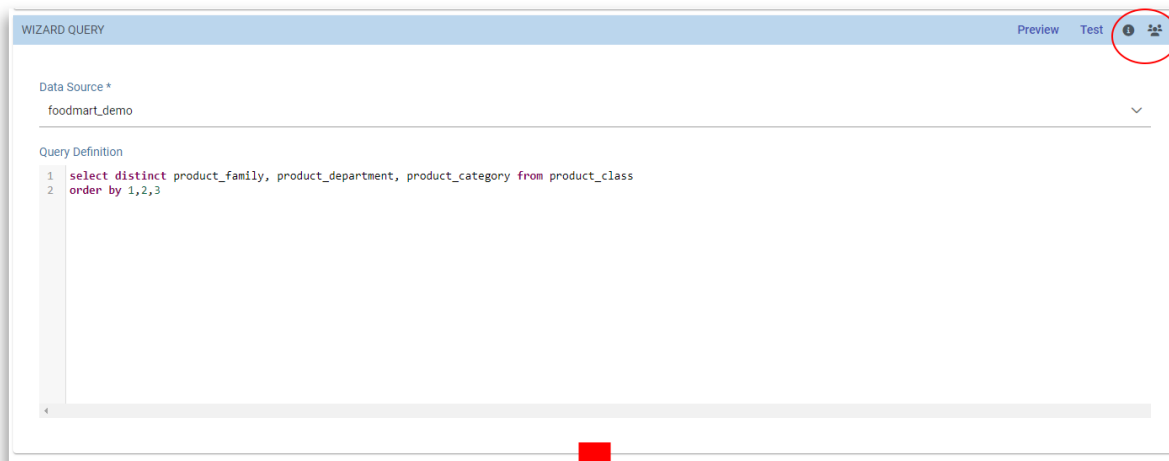 WIZARD QUERY Preview Test
Data Source *
foodmart_demo
Query Definition
1 select distinct product_family, product_department, product_category from product_class
2 order by 1,2,3